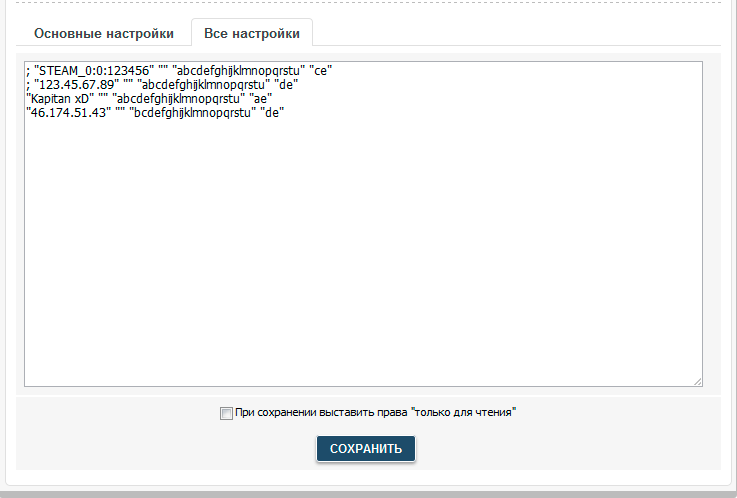 Основные настройки
Все настройки
; "STEAM_0:0:123456" "" "abcdefghijklmnopqrstu" "ce"
; "123.45.67.89" "" "abcdefghijklmnopqrstu" "de"
"Kapitan xD" "" "abcdefghijklmnopqrstu" "ae"
"46.174.51.43" "" "bcdefghijklmnopqrstu" "de"
При сохранении выставить права "только для чтения"
СОХРАНИТЬ